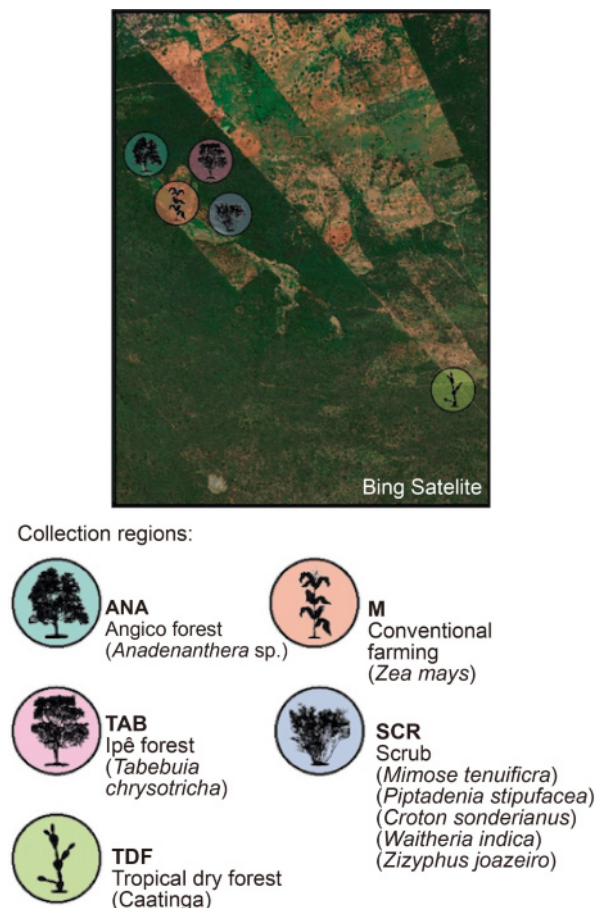 Bing Satellite
Collection regions:
ANA
Angico forest
(Anadenanthera sp.)
M
Conventional
farming
(Zea mays)
TAB
Ipê forest
(Tabebuia
chrysotricha)
SCR
Scrub
(Mimose tenuificra)
(Piptadenia stipufacea)
(Croton sonderianus)
(Waitheria indica)
(Zizyphus joazeiro)
TDF
Tropical dry forest
(Caatinga)